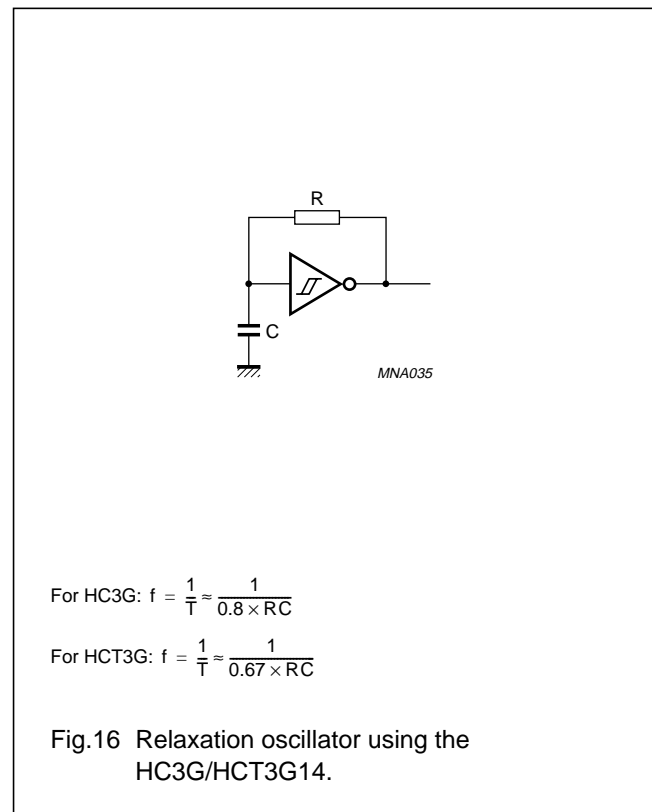 R
C
MNA035
For HC3G: f = 1/T ≈ 1/(0.8 × RC)
For HCT3G: f = 1/T ≈ 1/(0.67 × RC)
Fig.16 Relaxation oscillator using the
HC3G/HCT3G14.